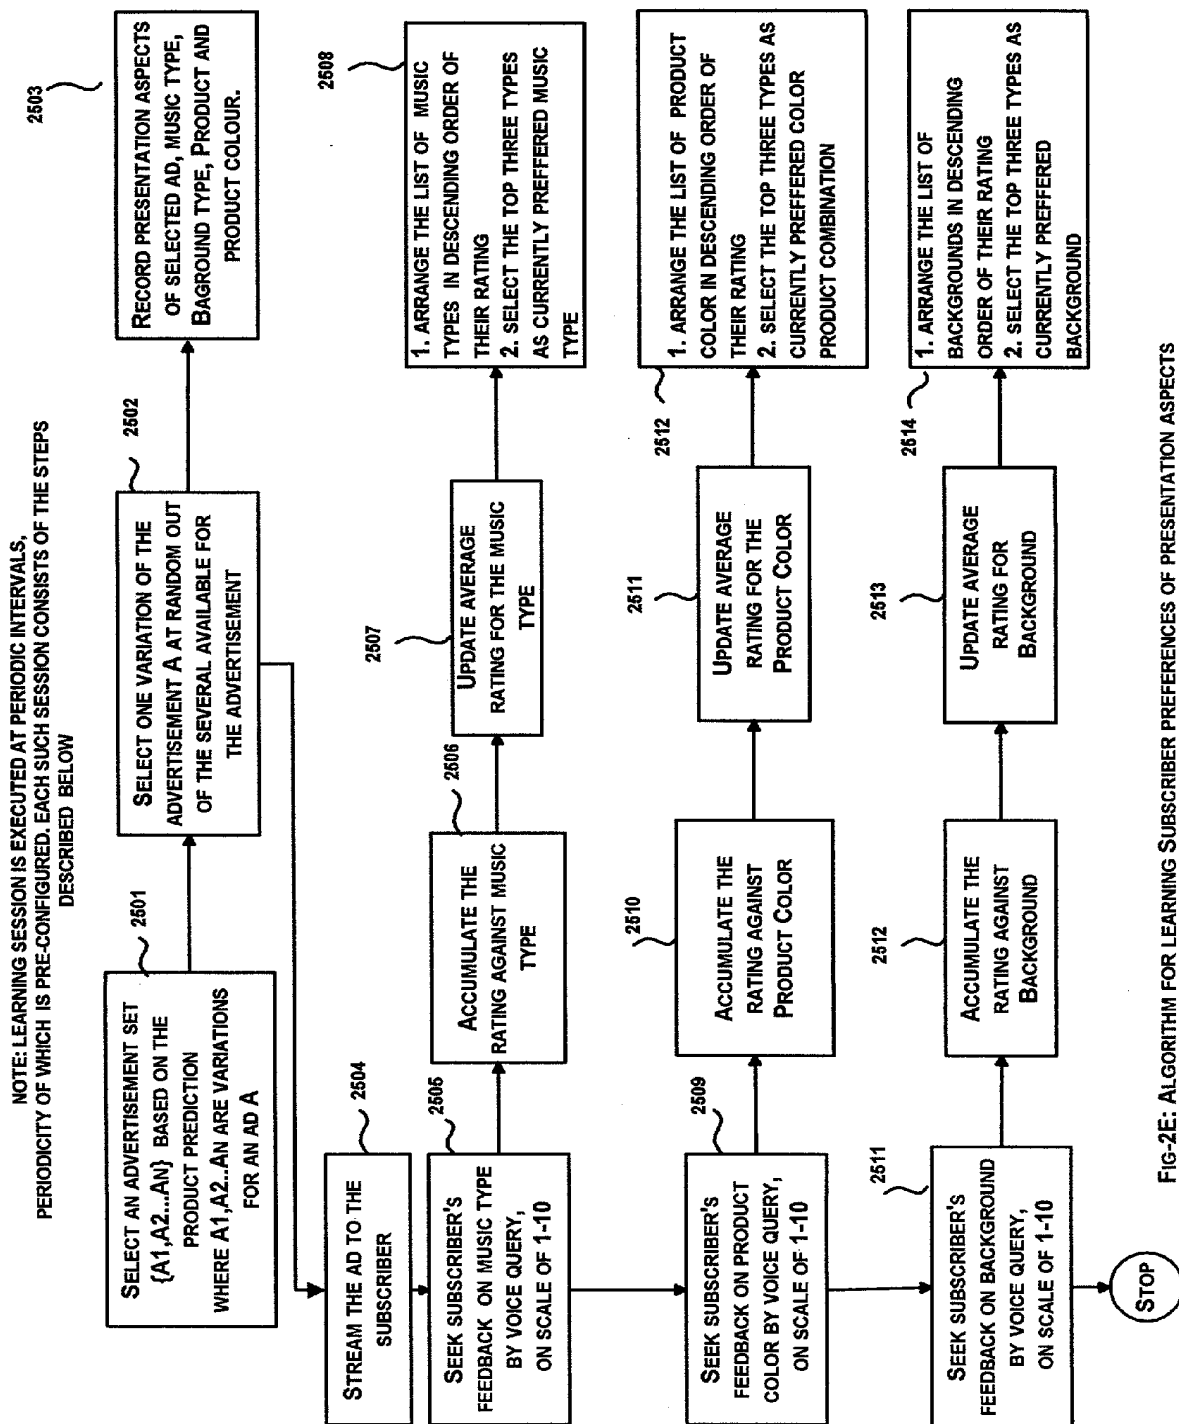 NOTE: LEARNING SESSION IS EXECUTED AT PERIODIC INTERVALS,
PERIODICITY OF WHICH IS PRE-CONFIGURED. EACH SUCH SESSION CONSISTS OF THE STEPS
DESCRIBED BELOW
2501
SELECT AN ADVERTISEMENT SET
{A1,A2...AN} BASED ON THE
PRODUCT PREDICTION
WHERE A1,A2..AN ARE VARIATIONS
FOR AN AD A
2502
SELECT ONE VARIATION OF THE
ADVERTISEMENT A AT RANDOM OUT
OF THE SEVERAL AVAILABLE FOR
THE ADVERTISEMENT
2503
RECORD PRESENTATION ASPECTS
OF SELECTED AD, MUSIC TYPE,
BAGROUND TYPE, PRODUCT AND
PRODUCT COLOUR.
2504
STREAM THE AD TO THE
SUBSCRIBER
2505
SEEK SUBSCRIBER'S
FEEDBACK ON MUSIC TYPE
BY VOICE QUERY,
ON SCALE OF 1-10
2506
ACCUMULATE THE
RATING AGAINST MUSIC
TYPE
2507
UPDATE AVERAGE
RATING FOR THE MUSIC
TYPE
2508
1. ARRANGE THE LIST OF MUSIC
TYPES IN DESCENDING ORDER OF
THEIR RATING
2. SELECT THE TOP THREE TYPES
AS CURRENTLY PREFFERED MUSIC
TYPE
2509
SEEK SUBSCRIBER'S
FEEDBACK ON PRODUCT
COLOR BY VOICE QUERY,
ON SCALE OF 1-10
2510
ACCUMULATE THE
RATING AGAINST
PRODUCT COLOR
2511
UPDATE AVERAGE
RATING FOR THE
PRODUCT COLOR
2512
1. ARRANGE THE LIST OF PRODUCT
COLOR IN DESCENDING ORDER OF
THEIR RATING
2. SELECT THE TOP THREE TYPES AS
CURRENTLY PREFFERED COLOR
PRODUCT COMBINATION
2511
SEEK SUBSCRIBER'S
FEEDBACK ON BACKGROUND
BY VOICE QUERY,
ON SCALE OF 1-10
2512
ACCUMULATE THE
RATING AGAINST
BACKGROUND
2513
UPDATE AVERAGE
RATING FOR
BACKGROUND
2514
1. ARRANGE THE LIST OF
BACKGROUNDS IN DESCENDING
ORDER OF THEIR RATING
2. SELECT THE TOP THREE TYPES AS
CURRENTLY PREFFERED
BACKGROUND
STOP
FIG-2E: ALGORITHM FOR LEARNING SUBSCRIBER PREFERENCES OF PRESENTATION ASPECTS